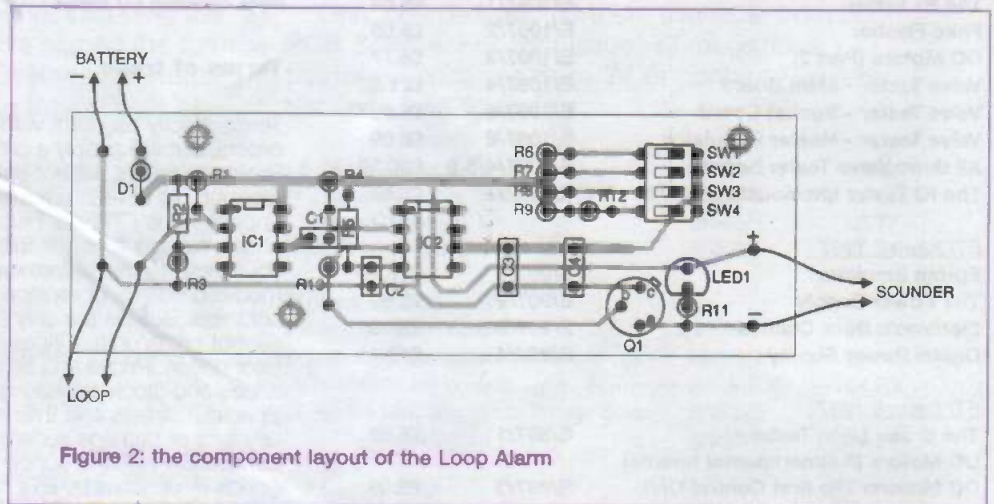 BATTERY
− +
D1
R2
R1
R3
IC1
C1
R4
R5
R13
C2
IC2
R6
R7
R8
R9
R12
SW1
SW2
SW3
SW4
C3
C4
LED1
R11
b
c
Q1
+
−
SOUNDER
LOOP
Figure 2: the component layout of the Loop Alarm